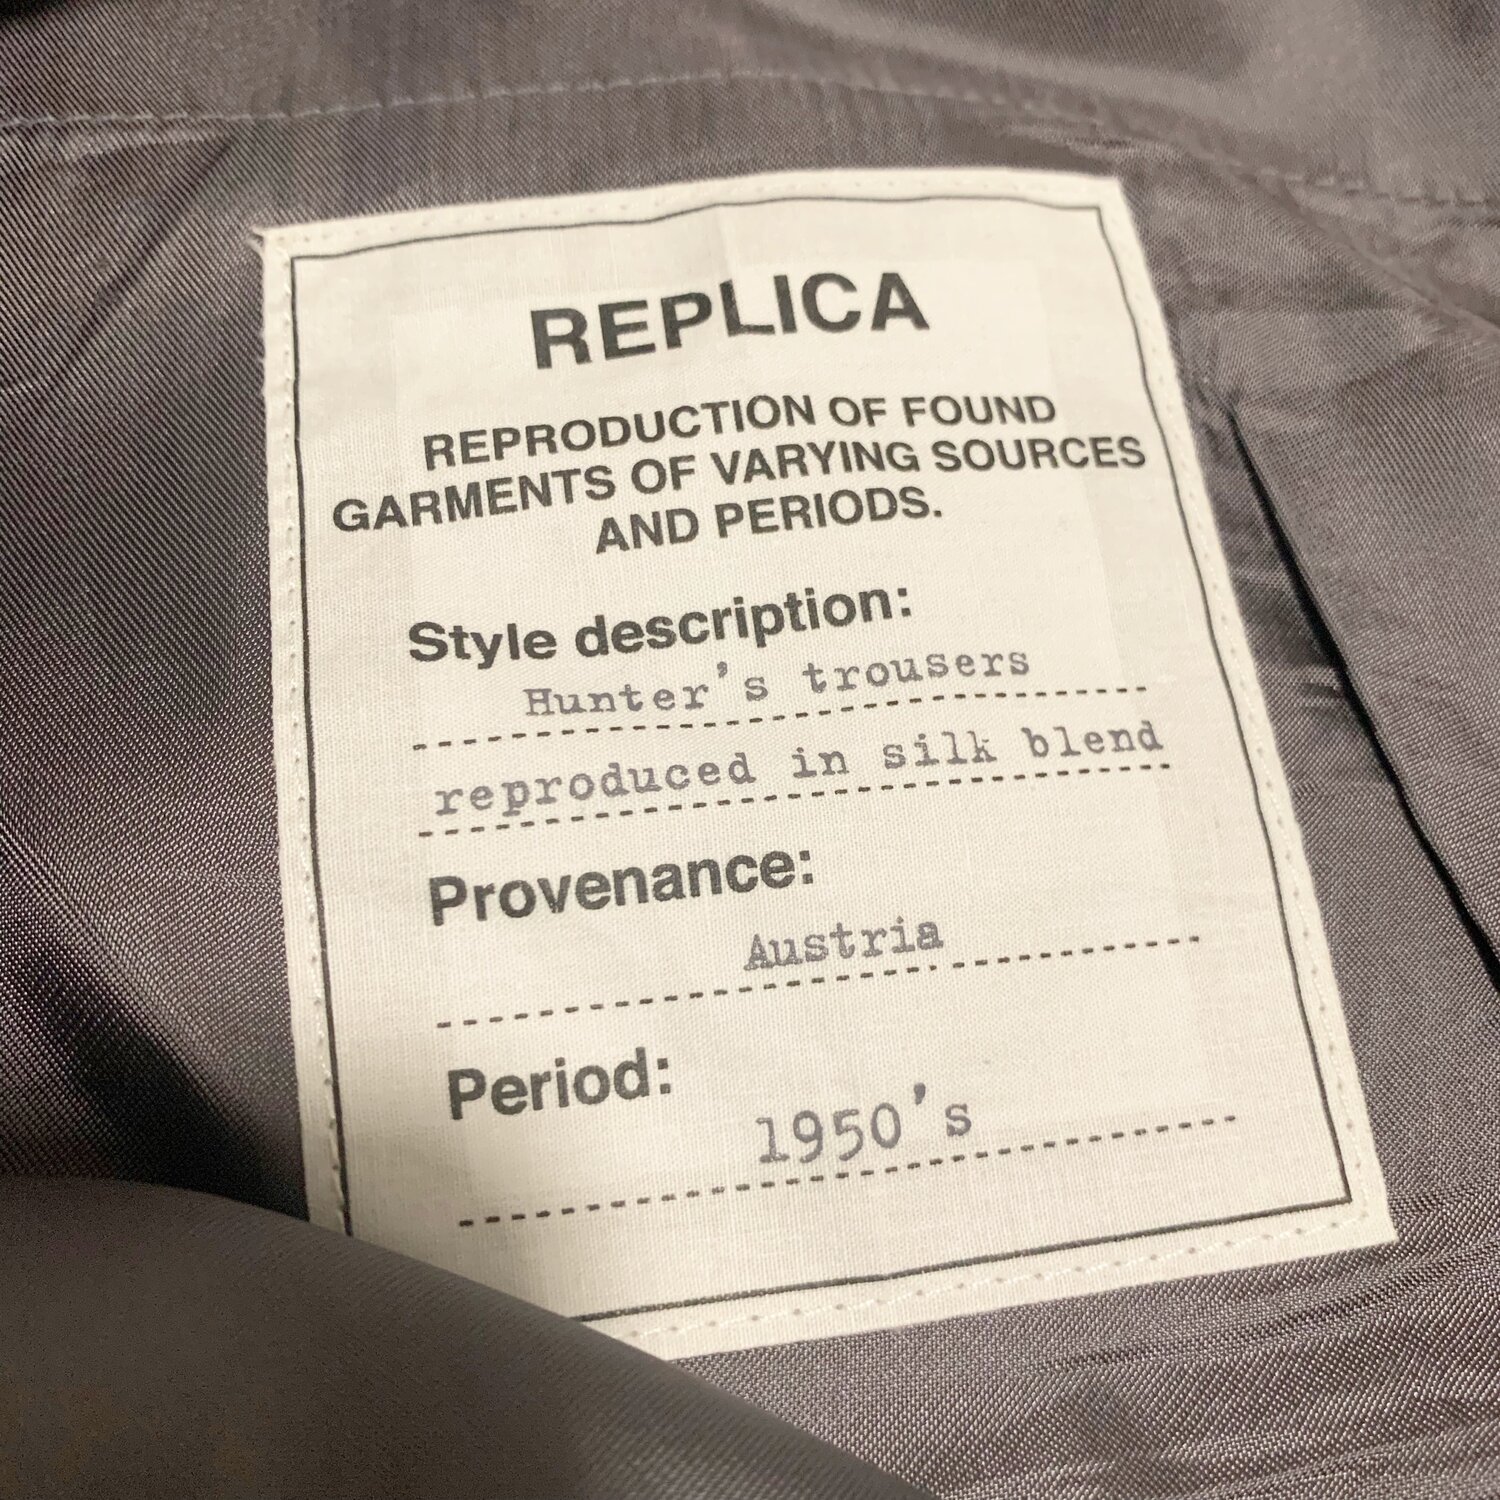 REPLICA
REPRODUCTION OF FOUND
GARMENTS OF VARYING SOURCES
AND PERIODS.
Style description:
Hunter's trousers
reproduced in silk blend
Provenance:
Austria
Period:
1950's